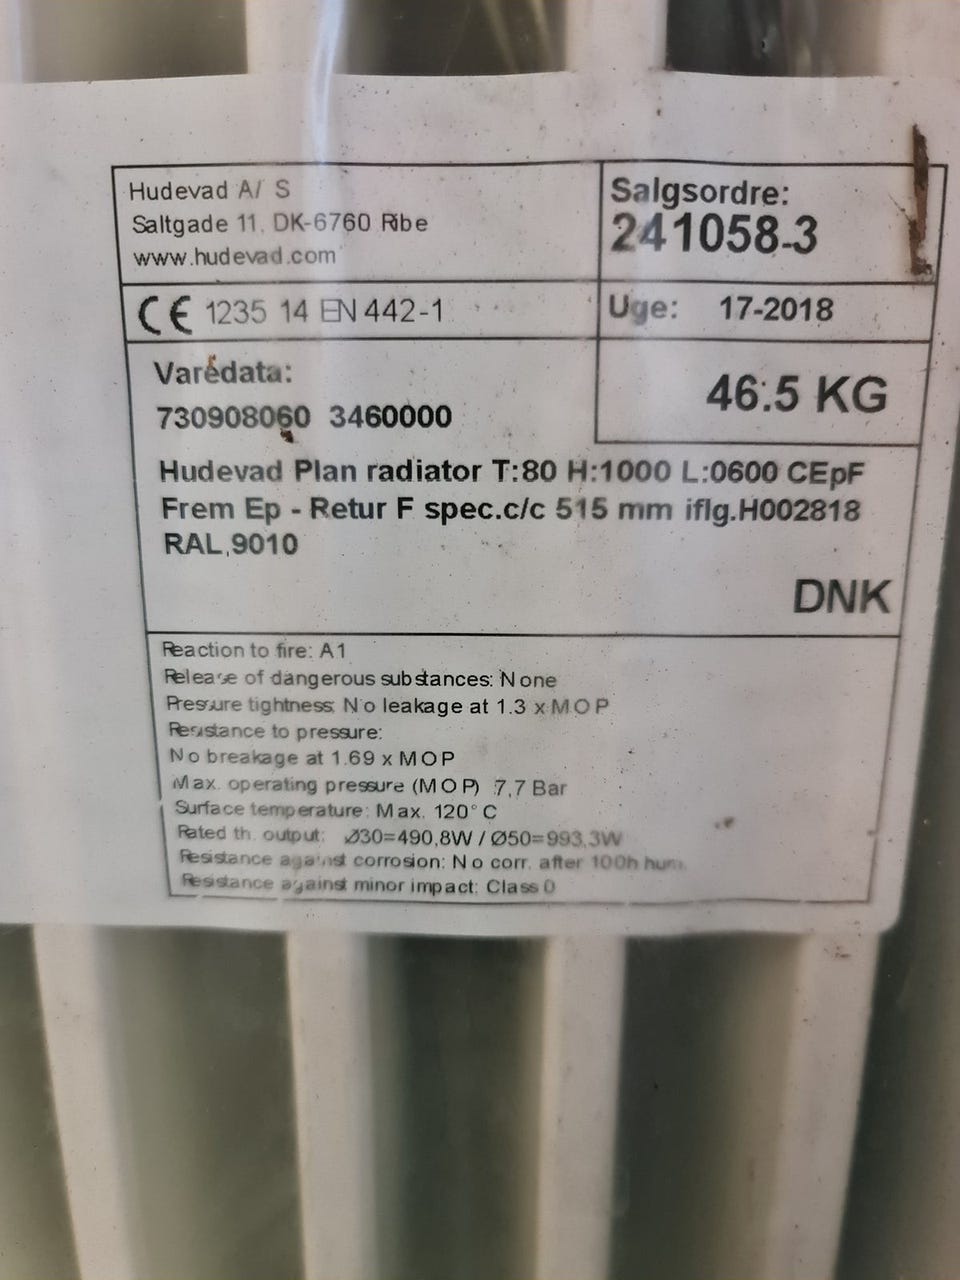 Hudevad A/S
Saltgade 11, DK-6760 Ribe
www.hudevad.com
Salgsordre:
241058-3
CE 1235 14 EN 442-1
Uge: 17-2018
46.5 KG
Varedata:
730908060 3460000
Hudevad Plan radiator T:80 H:1000 L:0600 CEpF
Frem Ep - Retur F spec.c/c 515 mm iflg.H002818
RAL 9010
DNK
Reaction to fire: A1
Release of dangerous substances: None
Pressure tightness: No leakage at 1.3 x MOP
Resistance to pressure:
No breakage at 1.69 x MOP
Max. operating pressure (MOP) 7,7 Bar
Surface temperature: Max. 120°C
Rated th. output: Ø30=490,8W / Ø50=993,3W
Resistance against corrosion: No corr. after 100h hum.
Resistance against minor impact: Class 0